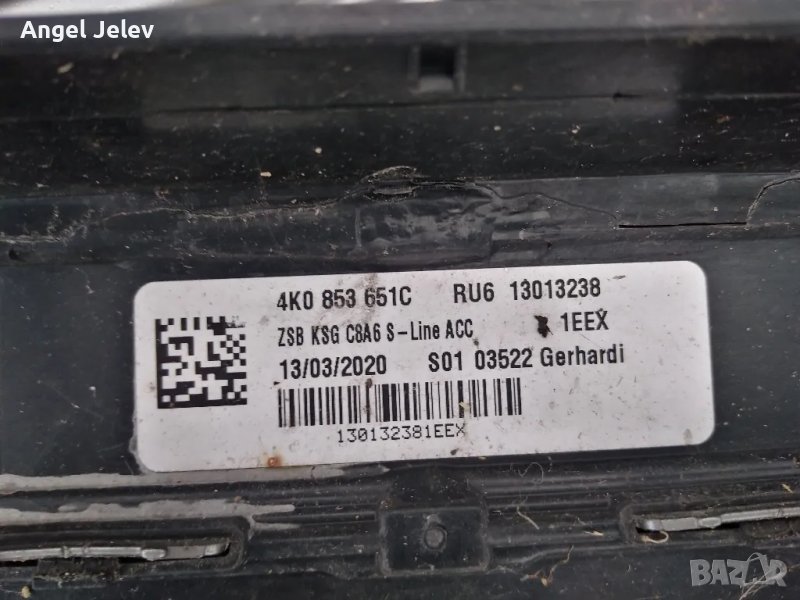 Angel Jelev
4K0 853 651C RU6 13013238
ZSB KSG C8A6 S-Line ACC 1EEX
13/03/2020 S01 03522 Gerhardi
130132381EEX
BAZAR